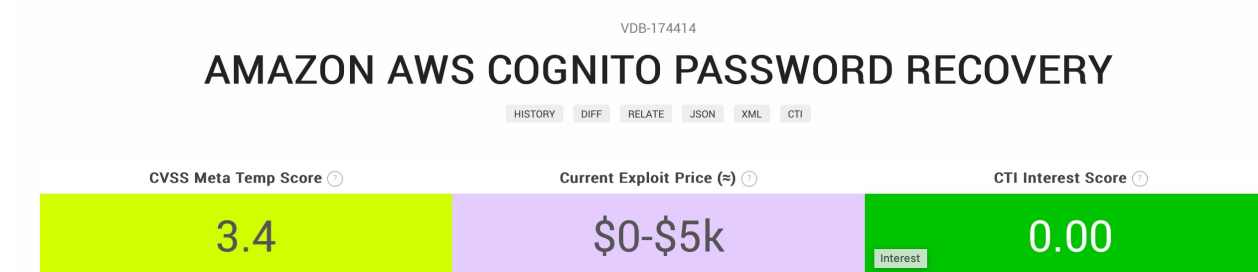 VDB-174414
AMAZON AWS COGNITO PASSWORD RECOVERY
HISTORY DIFF RELATE JSON XML CTI
CVSS Meta Temp Score ? Current Exploit Price (≈) ? CTI Interest Score ?
3.4 $0-$5k 0.00
Interest